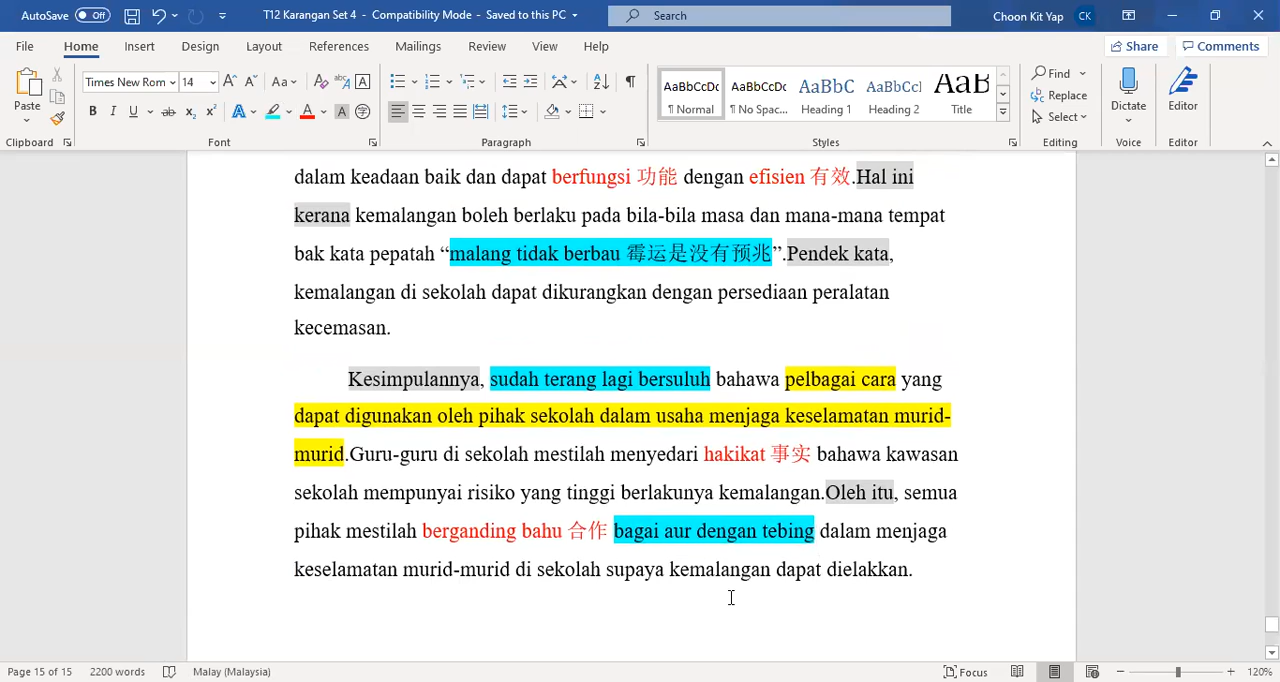 AutoSave Off T12 Karangan Set 4 - Compatibility Mode - Saved to this PC Search Choon Kit Yap CK
File Home Insert Design Layout References Mailings Review View Help Share Comments
Paste Times New Rom 14 Aa A AaBbCcDc AaBbCcDc AaBbC AaBbCcI AaB Find Replace Select Dictate Editor
B I U ab x₂ x² A A A Normal No Spac... Heading 1 Heading 2 Title
Clipboard Font Paragraph Styles Editing Voice Editor
dalam keadaan baik dan dapat berfungsi 功能 dengan efisien 有效.Hal ini
kerana kemalangan boleh berlaku pada bila-bila masa dan mana-mana tempat
bak kata pepatah “malang tidak berbau 霉运是没有预兆”.Pendek kata,
kemalangan di sekolah dapat dikurangkan dengan persediaan peralatan
kecemasan.
Kesimpulannya, sudah terang lagi bersuluh bahawa pelbagai cara yang
dapat digunakan oleh pihak sekolah dalam usaha menjaga keselamatan murid-
murid.Guru-guru di sekolah mestilah menyedari hakikat 事实 bahawa kawasan
sekolah mempunyai risiko yang tinggi berlakunya kemalangan.Oleh itu, semua
pihak mestilah berganding bahu 合作 bagai aur dengan tebing dalam menjaga
keselamatan murid-murid di sekolah supaya kemalangan dapat dielakkan.
Page 15 of 15 2200 words Malay (Malaysia) Focus 120%